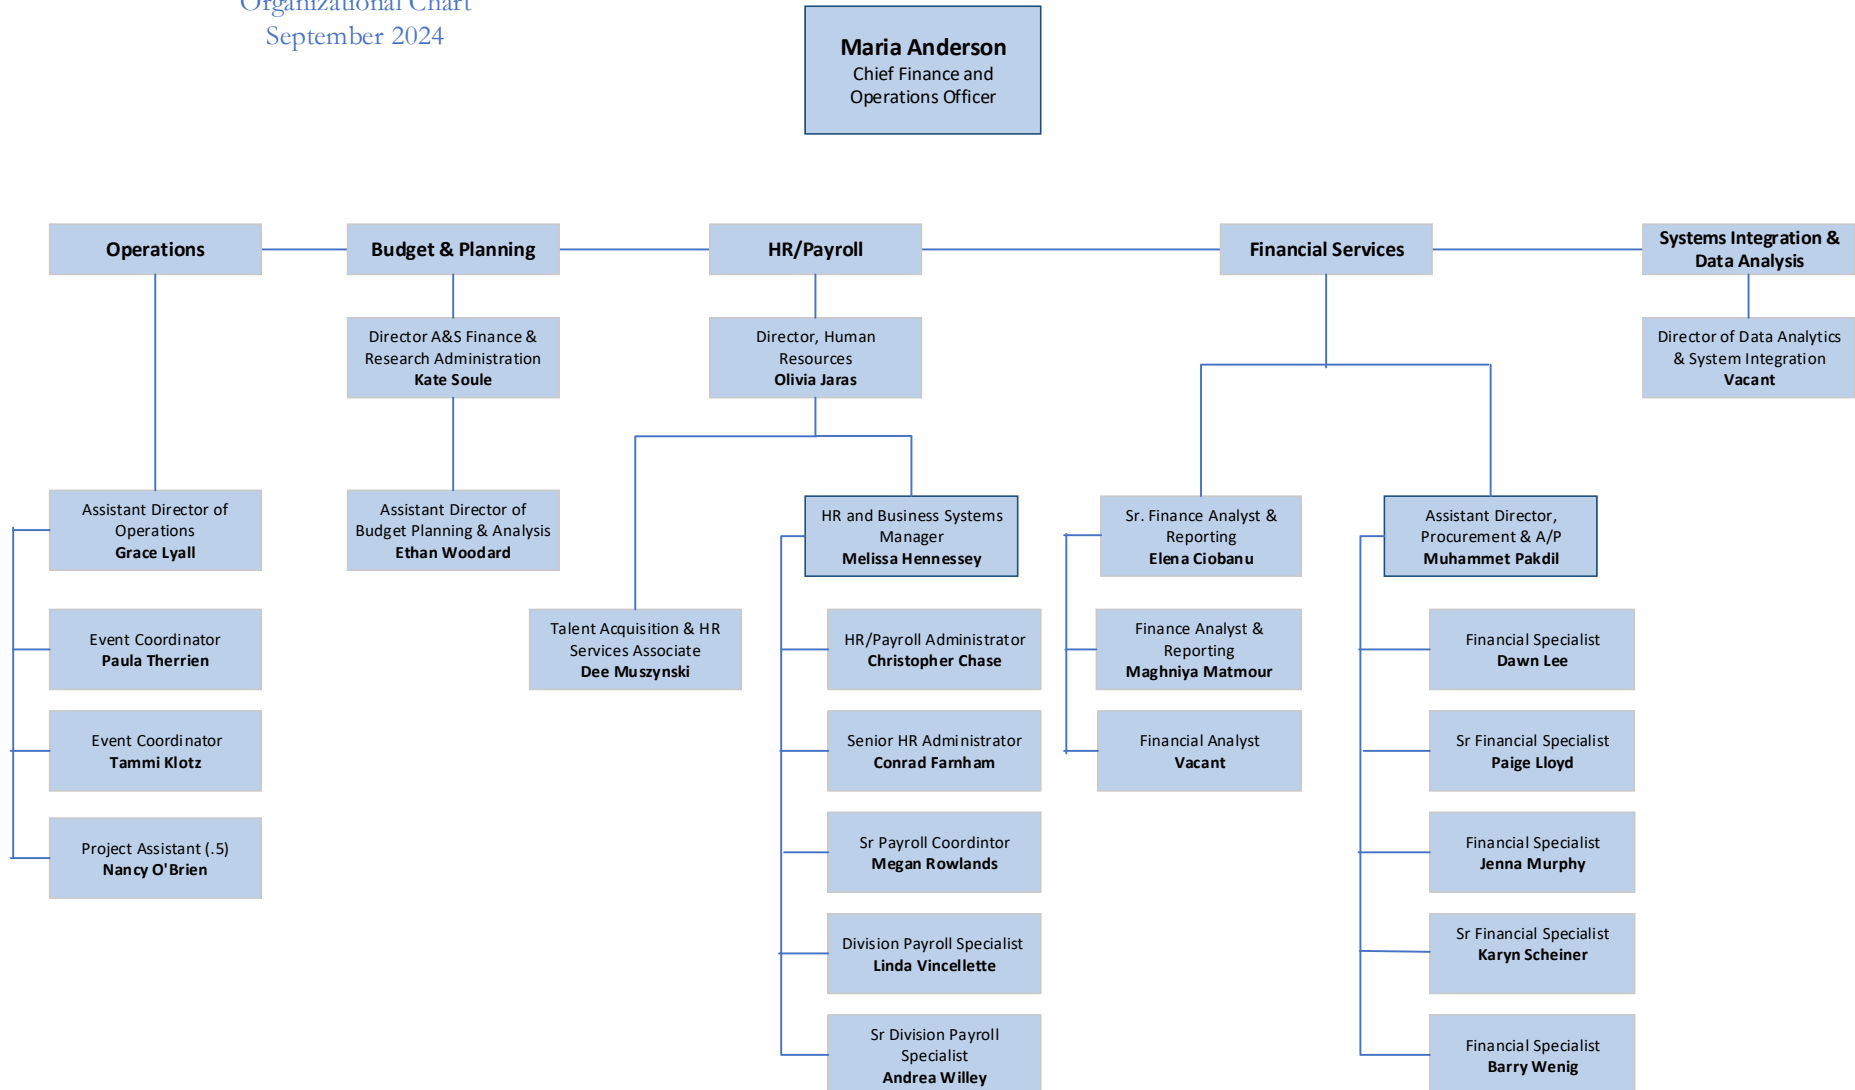 Organizational Chart
September 2024
Maria Anderson
Chief Finance and
Operations Officer
Operations
Budget & Planning
HR/Payroll
Financial Services
Systems Integration &
Data Analysis
Director A&S Finance &
Research Administration
Kate Soule
Director, Human
Resources
Olivia Jaras
Director of Data Analytics
& System Integration
Vacant
Assistant Director of
Operations
Grace Lyall
Assistant Director of
Budget Planning & Analysis
Ethan Woodard
HR and Business Systems
Manager
Melissa Hennessey
Sr. Finance Analyst &
Reporting
Elena Ciobanu
Assistant Director,
Procurement & A/P
Muhammet Pakdil
Event Coordinator
Paula Therrien
Talent Acquisition & HR
Services Associate
Dee Muszynski
HR/Payroll Administrator
Christopher Chase
Finance Analyst &
Reporting
Maghniya Matmour
Financial Specialist
Dawn Lee
Event Coordinator
Tammi Klotz
Senior HR Administrator
Conrad Farnham
Financial Analyst
Vacant
Sr Financial Specialist
Paige Lloyd
Project Assistant (.5)
Nancy O'Brien
Sr Payroll Coordintor
Megan Rowlands
Financial Specialist
Jenna Murphy
Division Payroll Specialist
Linda Vincellette
Sr Financial Specialist
Karyn Scheiner
Sr Division Payroll
Specialist
Andrea Willey
Financial Specialist
Barry Wenig